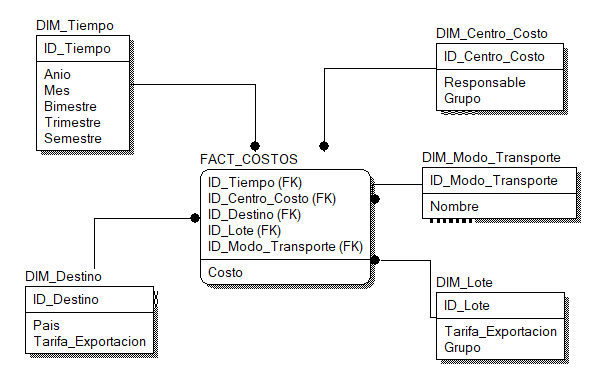 DIM_Tiempo
ID_Tiempo
Anio
Mes
Bimestre
Trimestre
Semestre
DIM_Centro_Costo
ID_Centro_Costo
Responsable
Grupo
FACT_COSTOS
ID_Tiempo (FK)
ID_Centro_Costo (FK)
ID_Destino (FK)
ID_Lote (FK)
ID_Modo_Transporte (FK)
Costo
DIM_Modo_Transporte
ID_Modo_Transporte
Nombre
DIM_Destino
ID_Destino
Pais
Tarifa_Exportacion
DIM_Lote
ID_Lote
Tarifa_Exportacion
Grupo